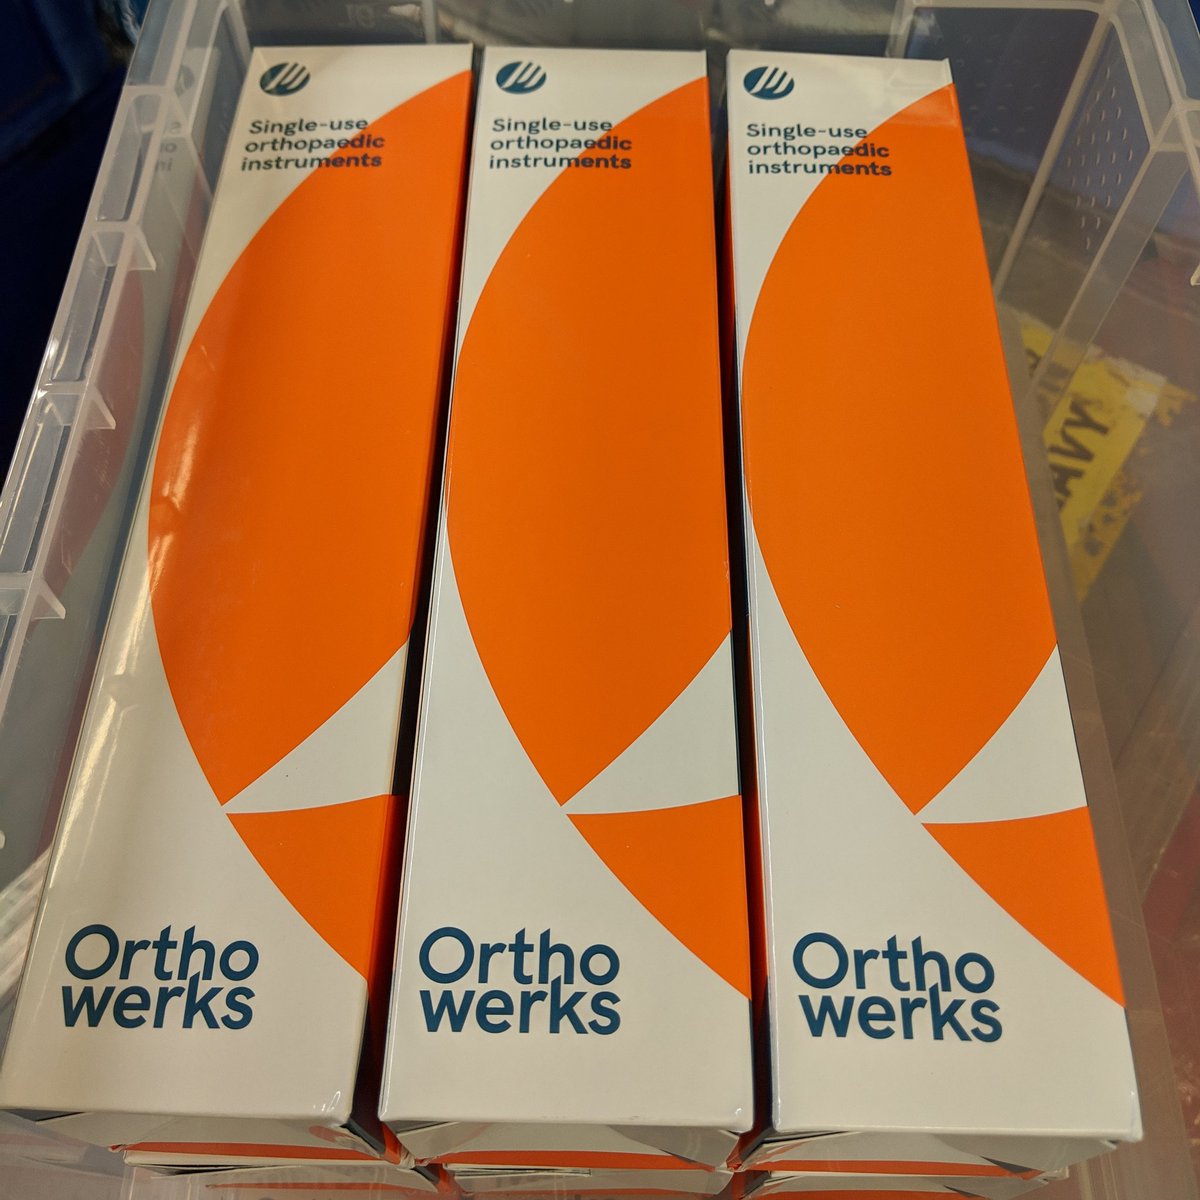 Single-use
orthopaedic
instruments
Ortho
werks
Single-use
orthopaedic
instruments
Ortho
werks
Single-use
orthopaedic
instruments
Ortho
werks